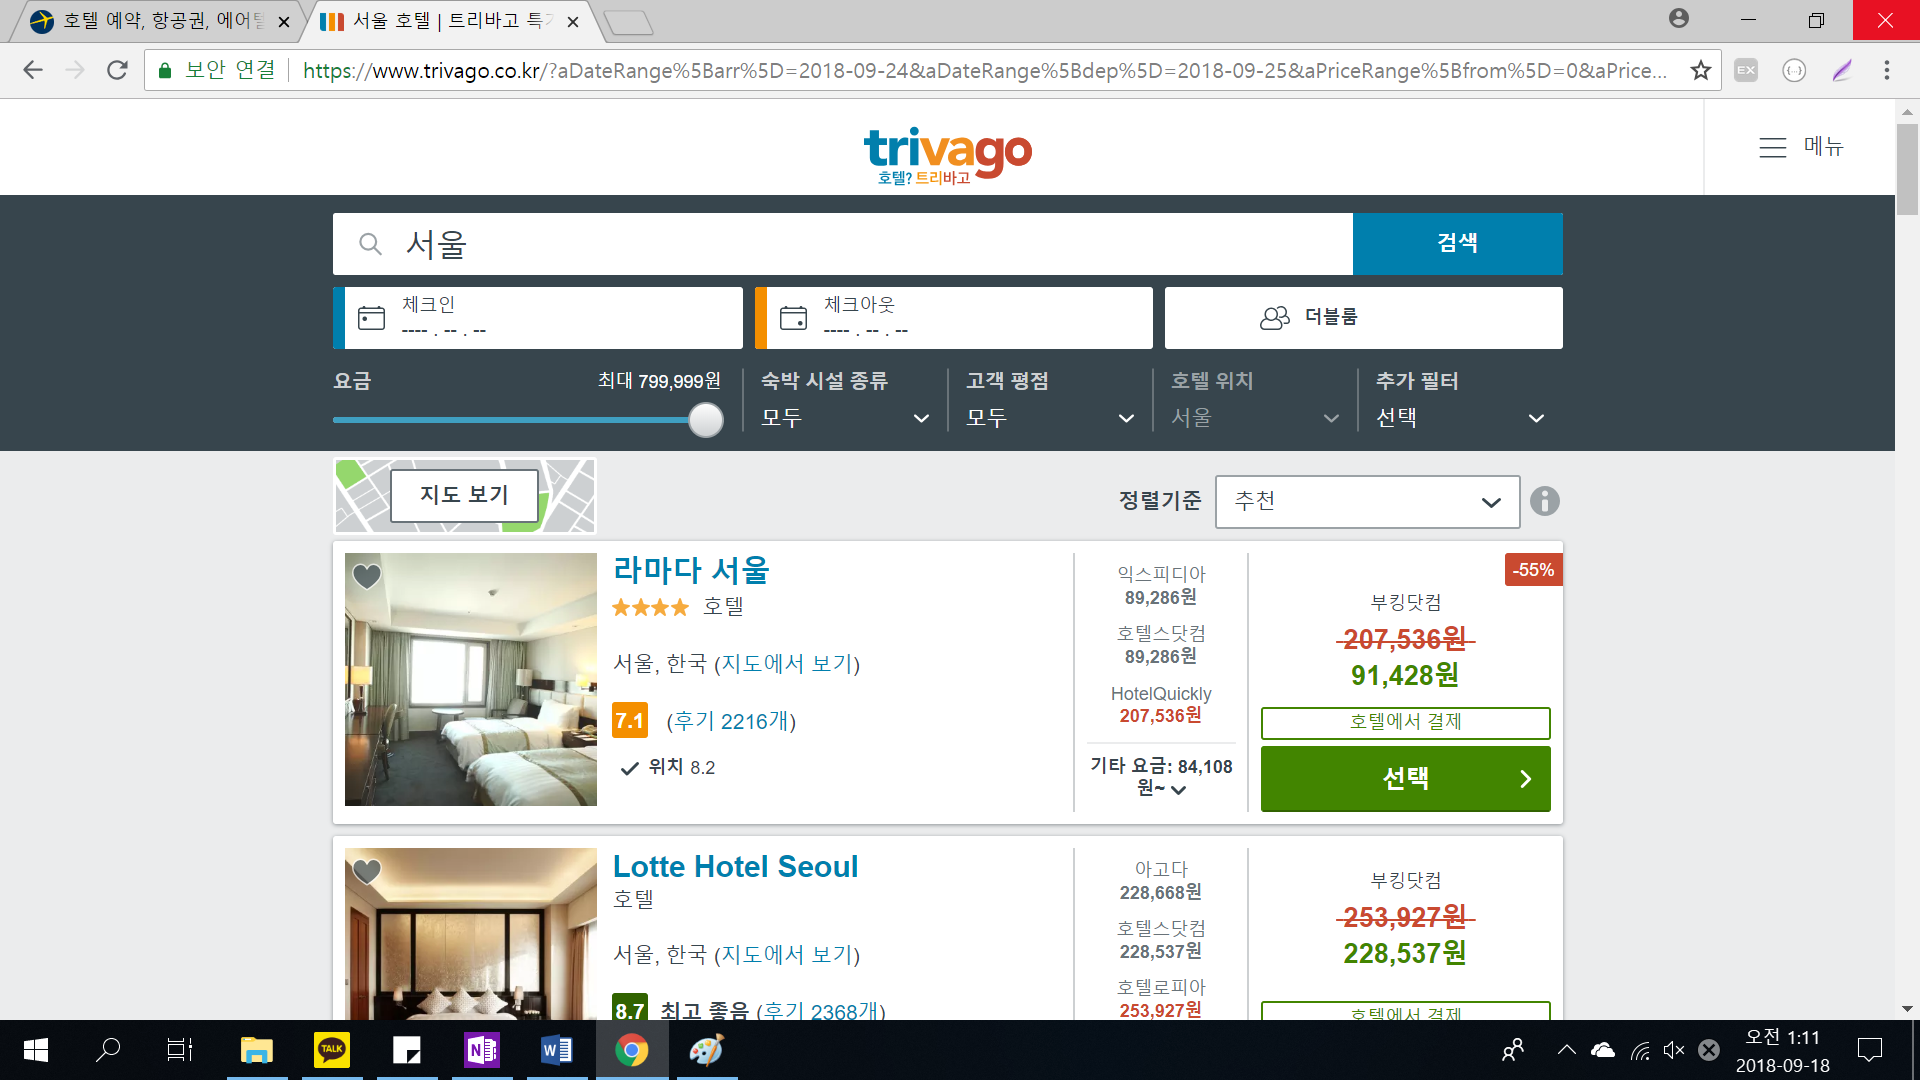 호텔 예약, 항공권, 에어텔
서울 호텔 | 트리바고 특가
보안 연결 https://www.trivago.co.kr/?aDateRange%5Barr%5D=2018-09-24&aDateRange%5Bdep%5D=2018-09-25&aPriceRange%5Bfrom%5D=0&aPrice...
EX
trivago
호텔? 트리바고
메뉴
서울
검색
체크인
---- . -- . --
체크아웃
---- . -- . --
더블룸
요금
최대 799,999원
숙박 시설 종류
모두
고객 평점
모두
호텔 위치
서울
추가 필터
선택
지도 보기
정렬기준
추천
라마다 서울
호텔
서울, 한국 (지도에서 보기)
7.1 (후기 2216개)
위치 8.2
익스피디아
89,286원
호텔스닷컴
89,286원
HotelQuickly
207,536원
기타 요금: 84,108
원~
-55%
부킹닷컴
207,536원
91,428원
호텔에서 결제
선택
Lotte Hotel Seoul
호텔
서울, 한국 (지도에서 보기)
8.7 최고 좋음 (후기 2368개)
아고다
228,668원
호텔스닷컴
228,537원
호텔로피아
253,927원
부킹닷컴
253,927원
228,537원
호텔에서 결제
TALK
N
W
오전 1:11
2018-09-18